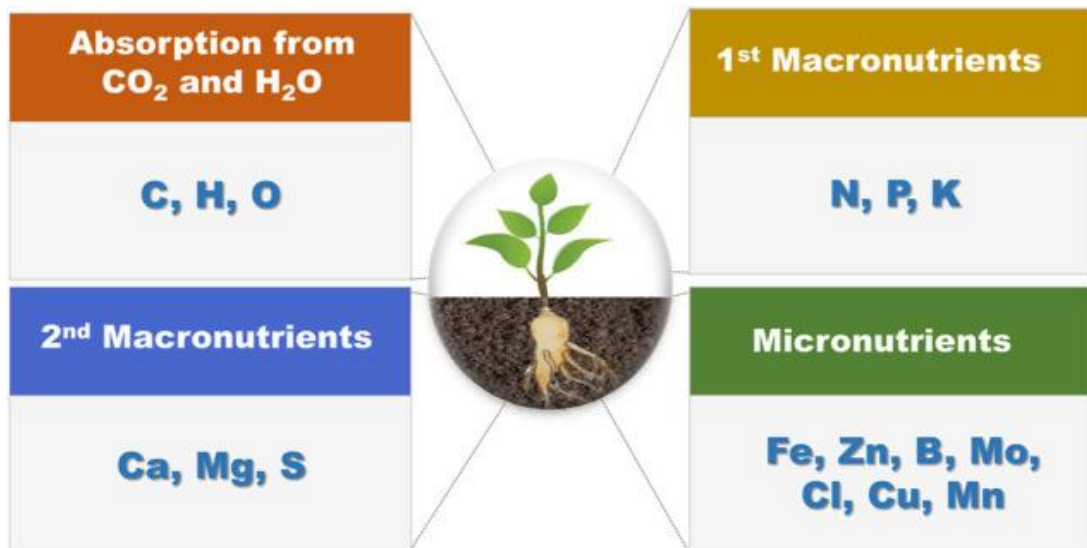 Absorption from
CO₂ and H₂O
C, H, O
1st Macronutrients
N, P, K
2nd Macronutrients
Ca, Mg, S
Micronutrients
Fe, Zn, B, Mo,
Cl, Cu, Mn